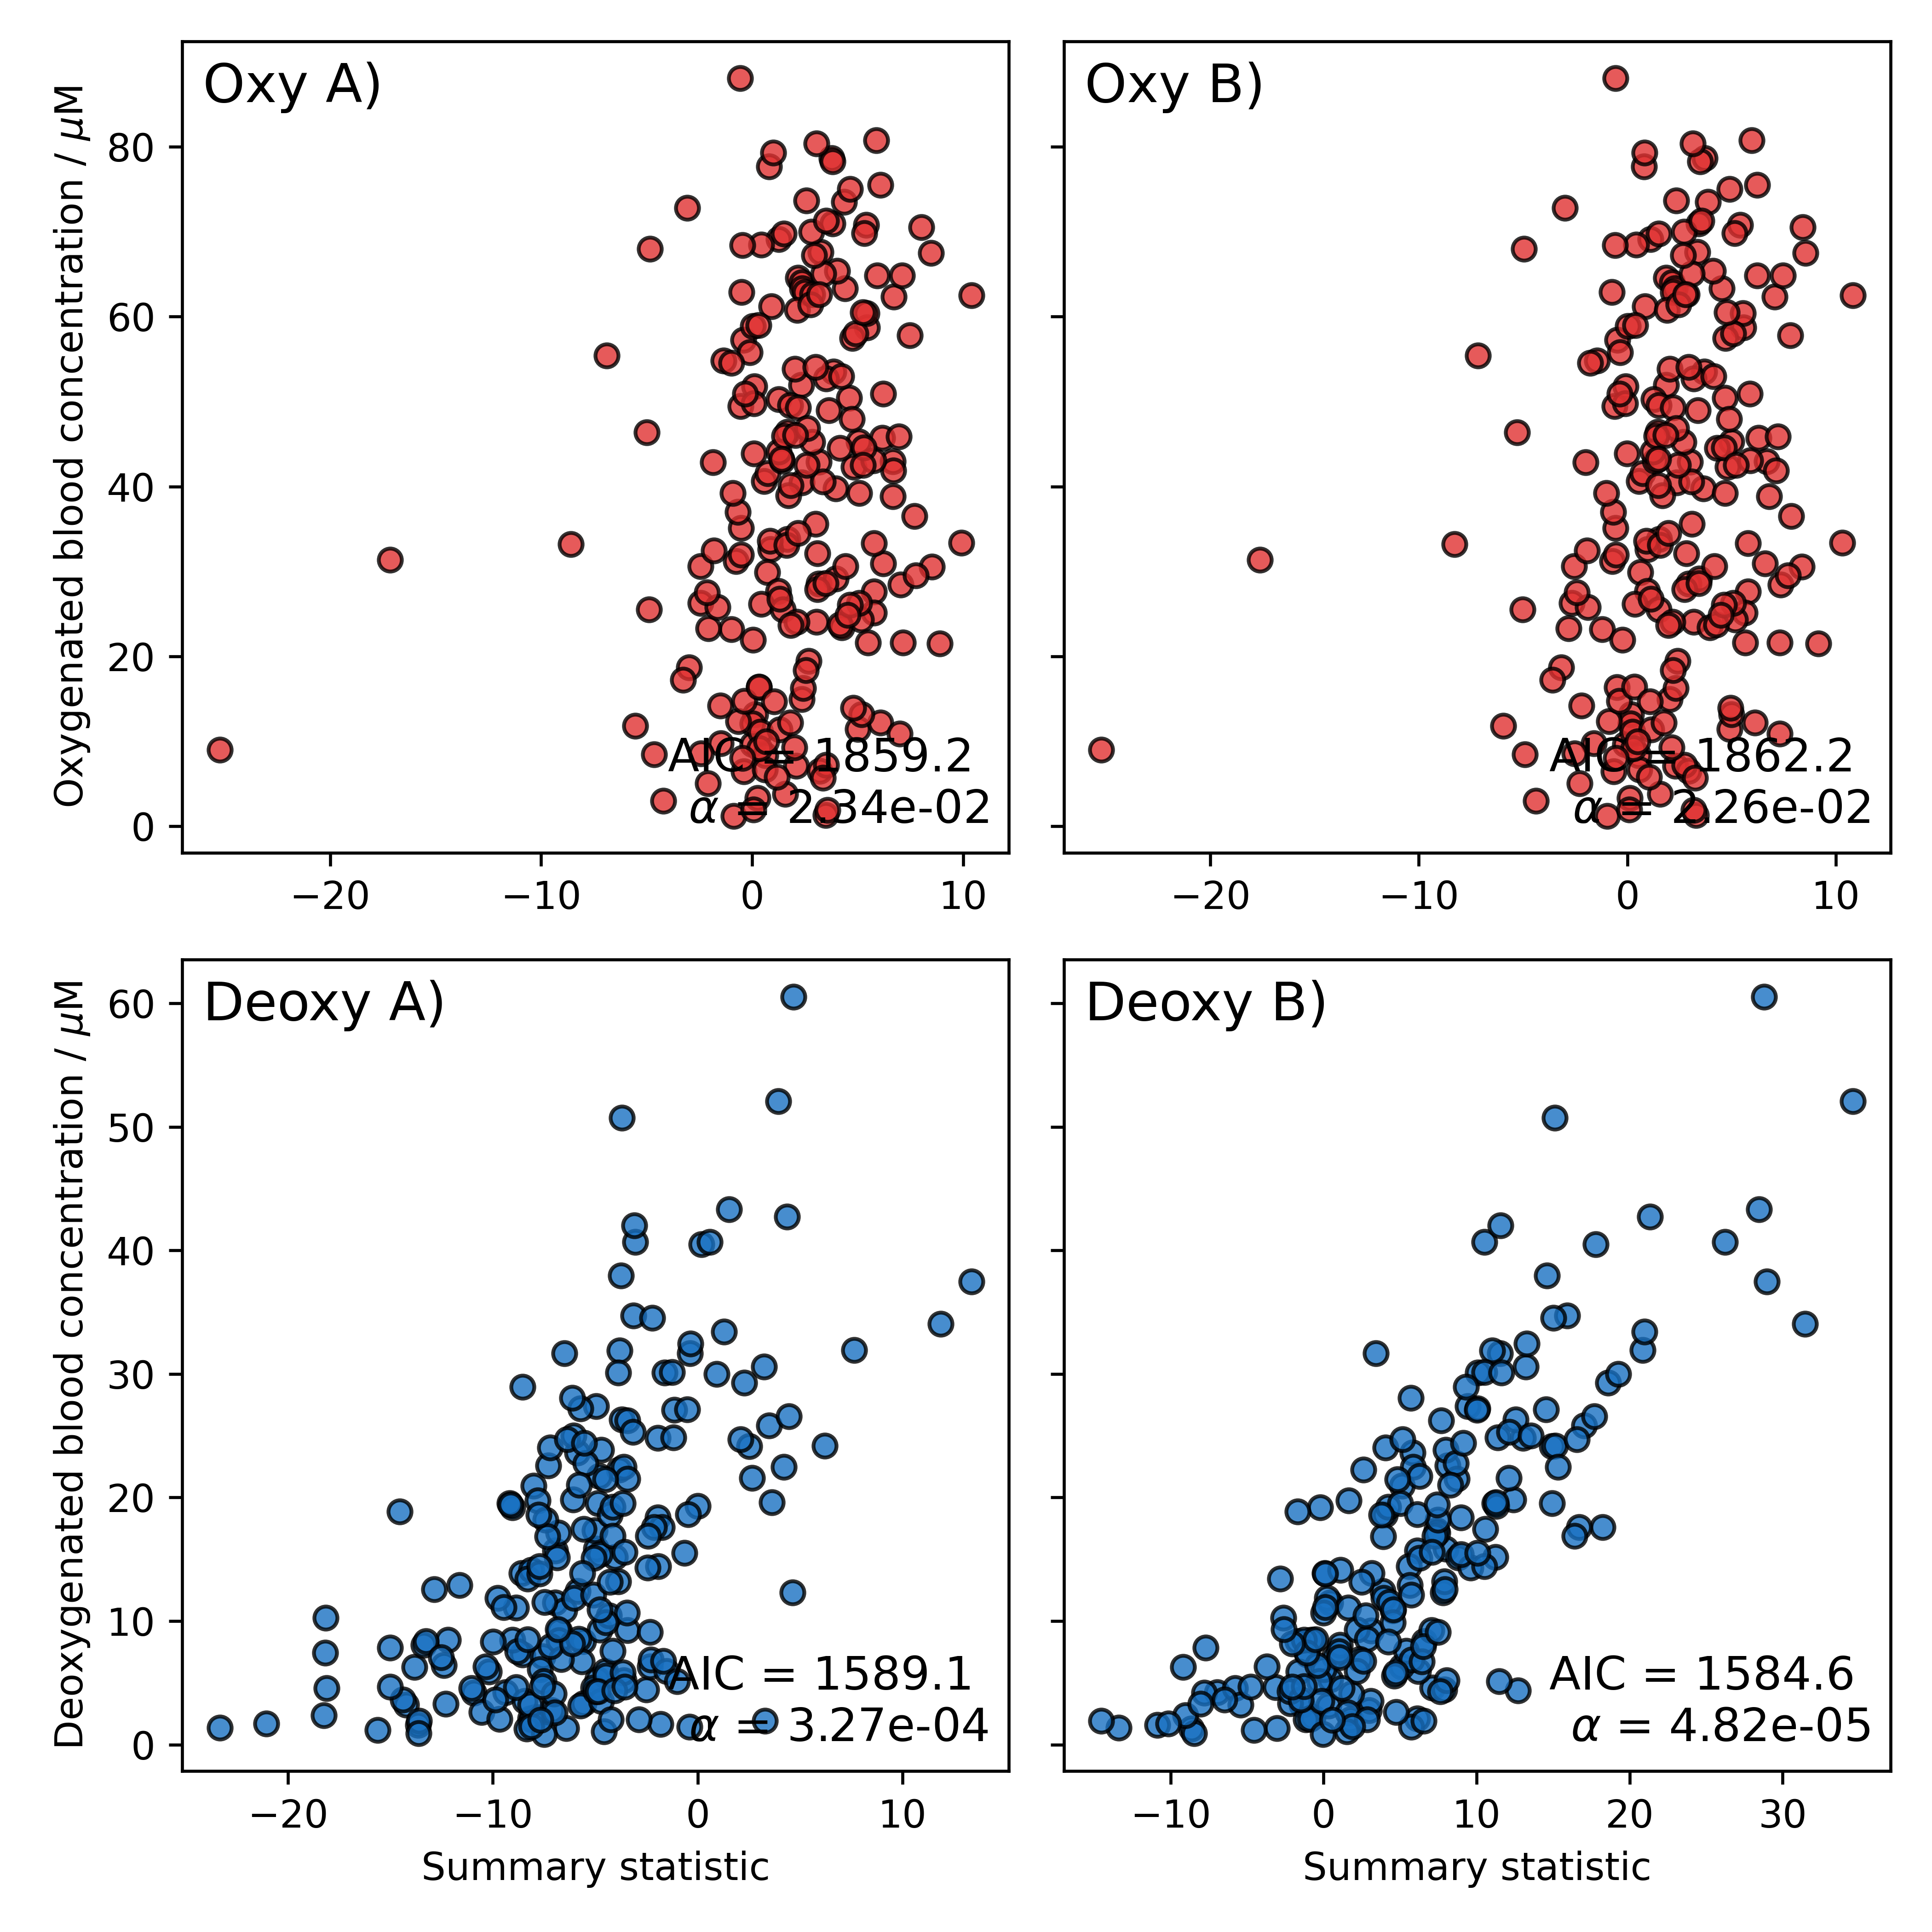 Oxy A)
Oxy B)
Oxygenated blood concentration / μM
80
60
40
20
0
AIC = 1859.2
α = 2.34e-02
AIC = 1862.2
α = 2.26e-02
−20 −10 0 10
−20 −10 0 10
Deoxy A)
Deoxy B)
Deoxygenated blood concentration / μM
60
50
40
30
20
10
0
AIC = 1589.1
α = 3.27e-04
AIC = 1584.6
α = 4.82e-05
−20 −10 0 10
−10 0 10 20 30
Summary statistic
Summary statistic